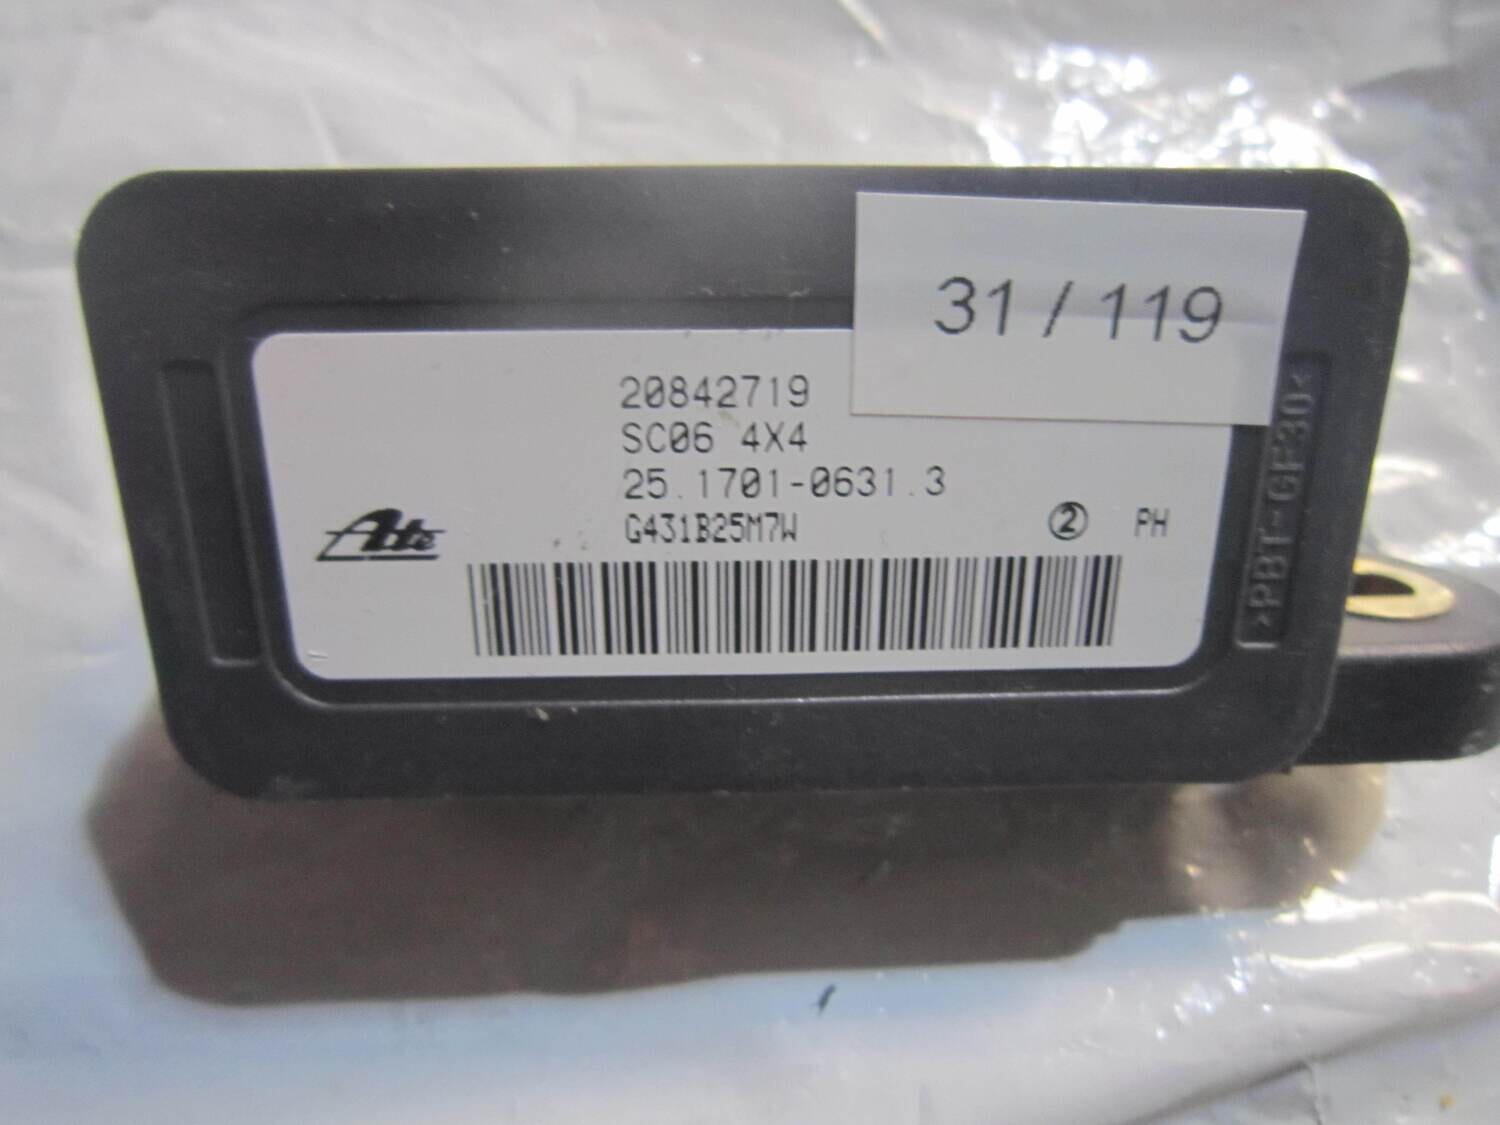 31 / 119
20842719
SC06 4X4
25.1701-0631.3
Ate
G431B25M7W ② PH
>PBT-GF30<